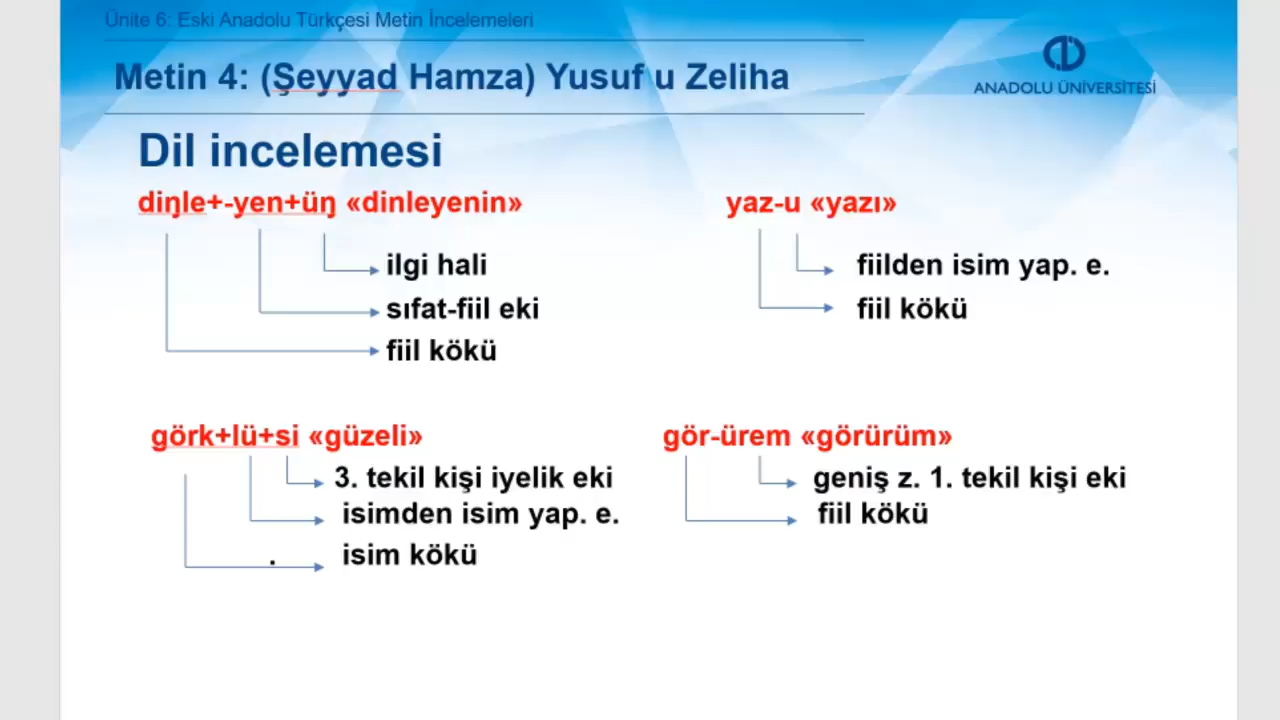 Ünite 6: Eski Anadolu Türkçesi Metin İncelemeleri
Metin 4: (Şeyyad Hamza) Yusuf u Zeliha
ANADOLU ÜNİVERSİTESİ
Dil incelemesi
diŋle+-yen+üŋ «dinleyenin»
ilgi hali
sıfat-fiil eki
fiil kökü
yaz-u «yazı»
fiilden isim yap. e.
fiil kökü
görk+lü+si «güzeli»
3. tekil kişi iyelik eki
isimden isim yap. e.
. isim kökü
gör-ürem «görürüm»
geniş z. 1. tekil kişi eki
fiil kökü